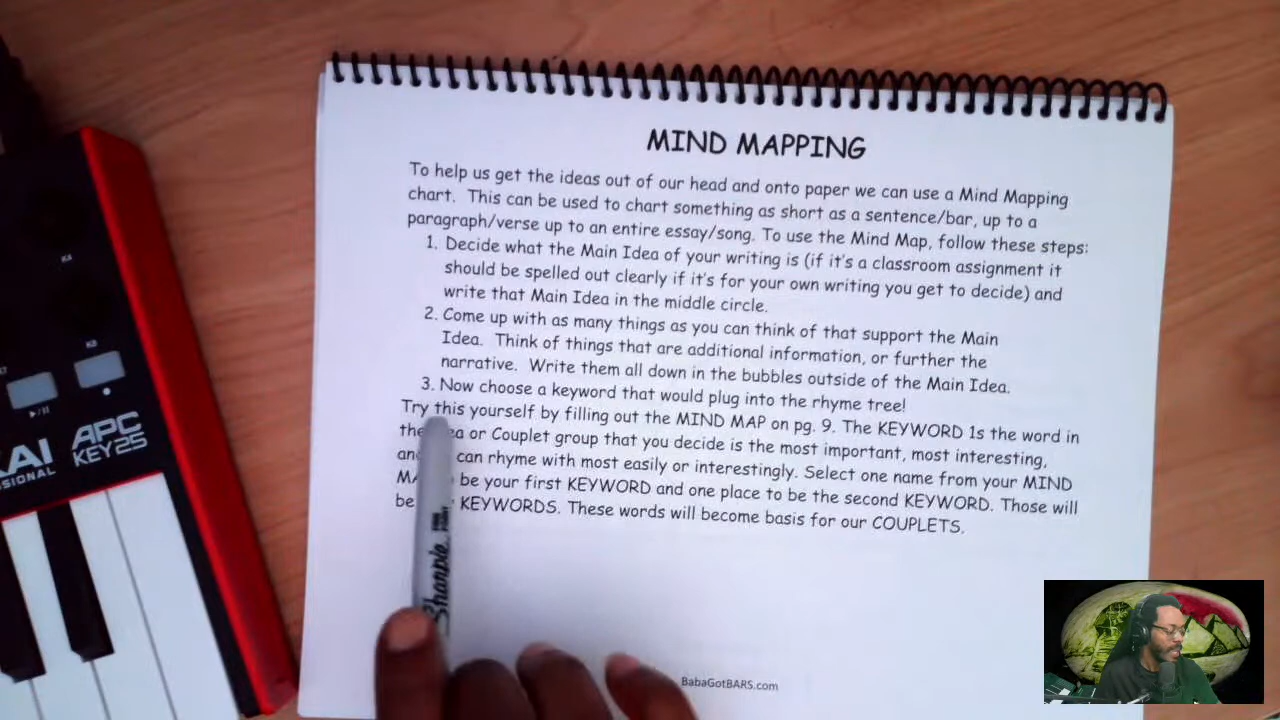 MIND MAPPING
To help us get the ideas out of our head and onto paper we can use a Mind Mapping
chart. This can be used to chart something as short as a sentence/bar, up to a
paragraph/verse up to an entire essay/song. To use the Mind Map, follow these steps:
1. Decide what the Main Idea of your writing is (if it's a classroom assignment it
should be spelled out clearly if it's for your own writing you get to decide) and
write that Main Idea in the middle circle.
2. Come up with as many things as you can think of that support the Main
Idea. Think of things that are additional information, or further the
narrative. Write them all down in the bubbles outside of the Main Idea.
3. Now choose a keyword that would plug into the rhyme tree!
Try this yourself by filling out the MIND MAP on pg. 9. The KEYWORD 1s the word in
the or Couplet group that you decide is the most important, most interesting,
can rhyme with most easily or interestingly. Select one name from your MIND
be your first KEYWORD and one place to be the second KEYWORD. Those will
be KEYWORDS. These words will become basis for our COUPLETS.
BabaGotBARS.com
APC
KEY25
K4
K8
Sharpie